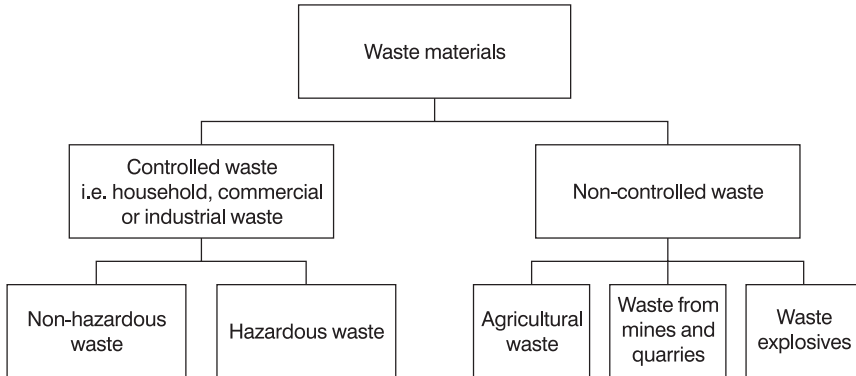 Waste materials
Controlled waste
i.e. household, commercial
or industrial waste
Non-controlled waste
Non-hazardous
waste
Hazardous waste
Agricultural
waste
Waste from
mines and
quarries
Waste
explosives